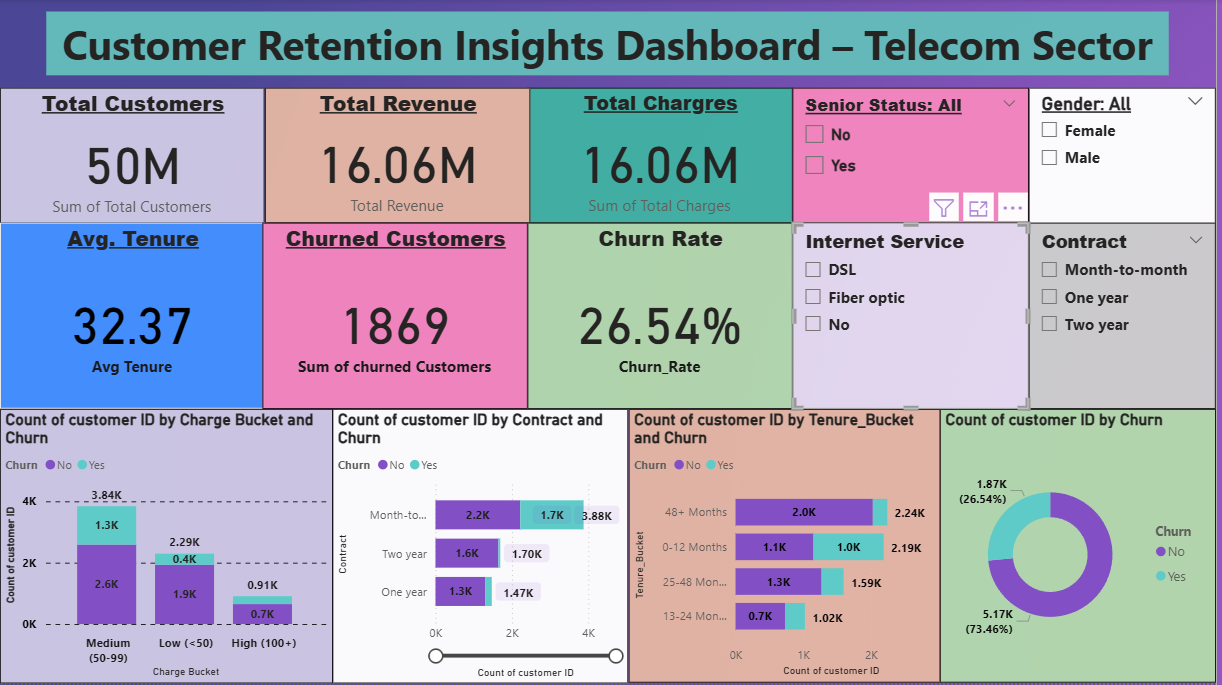 Customer Retention Insights Dashboard – Telecom Sector
Total Customers
50M
Sum of Total Customers
Total Revenue
16.06M
Total Revenue
Total Chargres
16.06M
Sum of Total Charges
Senior Status: All
No
Yes
Gender: All
Female
Male
Avg. Tenure
32.37
Avg Tenure
Churned Customers
1869
Sum of churned Customers
Churn Rate
26.54%
Churn_Rate
Internet Service
DSL
Fiber optic
No
Contract
Month-to-month
One year
Two year
Count of customer ID by Charge Bucket and
Churn
Churn No Yes
Count of customer ID
4K
2K
0K
3.84K
1.3K
2.6K
2.29K
0.4K
1.9K
0.91K
0.7K
Medium
(50-99)
Low (<50)
High (100+)
Charge Bucket
Count of customer ID by Contract and
Churn
Churn No Yes
Contract
Month-to... 2.2K 1.7K 3.88K
Two year 1.6K 1.70K
One year 1.3K 1.47K
0K 2K 4K
Count of customer ID
Count of customer ID by Tenure_Bucket
and Churn
Churn No Yes
Tenure_Bucket
48+ Months 2.0K 2.24K
0-12 Months 1.1K 1.0K 2.19K
25-48 Mon... 1.3K 1.59K
13-24 Mon... 0.7K 1.02K
0K 1K 2K
Count of customer ID
Count of customer ID by Churn
1.87K
(26.54%)
5.17K
(73.46%)
Churn
No
Yes